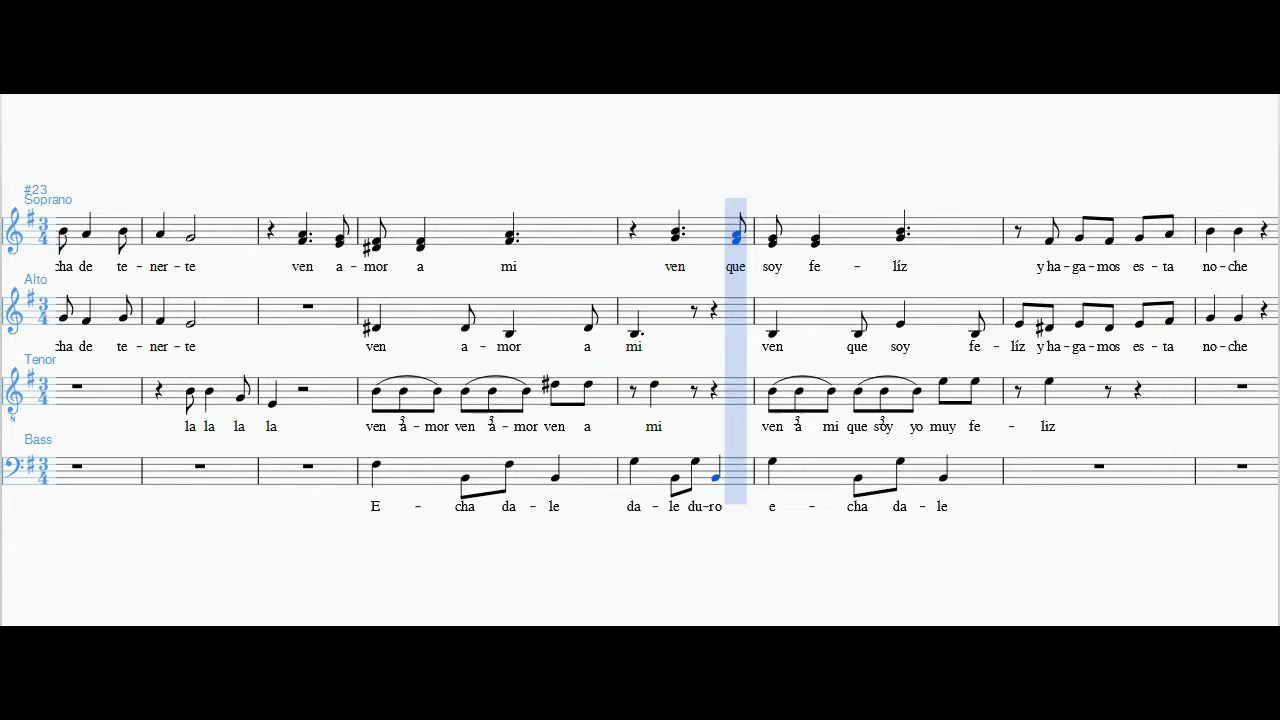 #23
Soprano
cha de te-ner-te ven a-mor a mi ven que soy fe-líz y ha-ga-mos es-ta no-che
Alto
cha de te-ner-te ven a-mor a mi ven que soy fe-líz y ha-ga-mos es-ta no-che
Tenor
la la la la ven a-mor ven a-mor ven a mi ven a mi que soy yo muy fe-liz
Bass
E-cha da-le da-le du-ro e-cha da-le